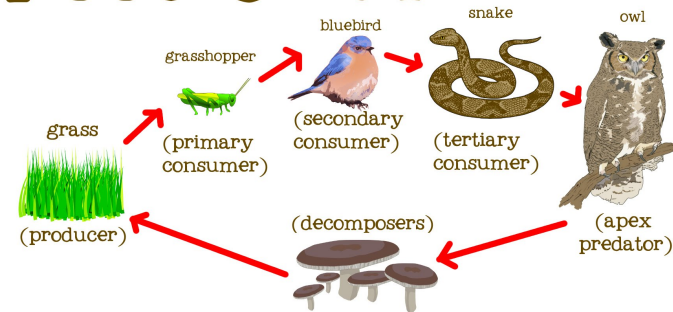 grasshopper
bluebird
snake
owl
grass
(primary
consumer)
(secondary
consumer)
(tertiary
consumer)
(producer)
(decomposers)
(apex
predator)